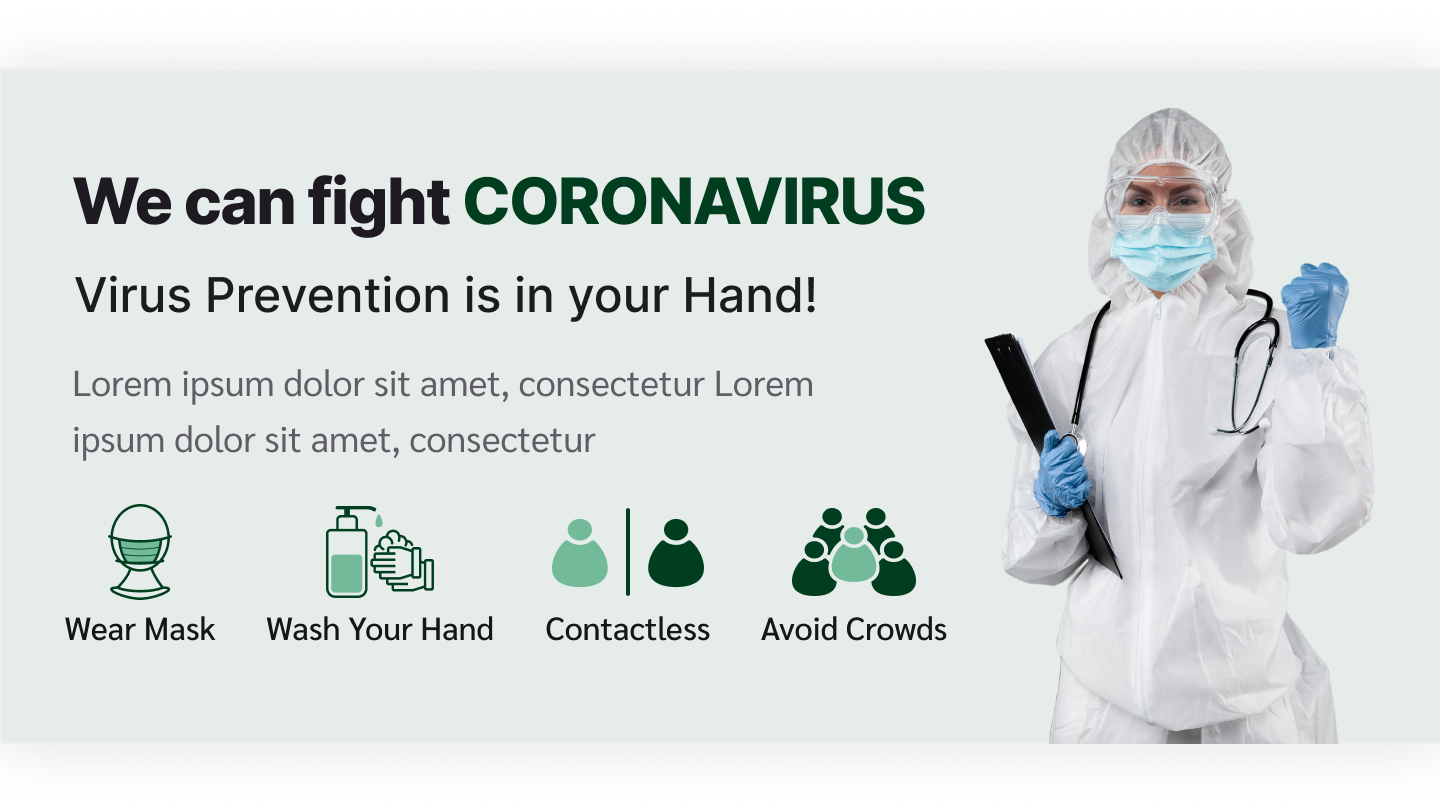 We can fight CORONAVIRUS
Virus Prevention is in your Hand!
Lorem ipsum dolor sit amet, consectetur Lorem
ipsum dolor sit amet, consectetur
Wear Mask
Wash Your Hand
Contactless
Avoid Crowds